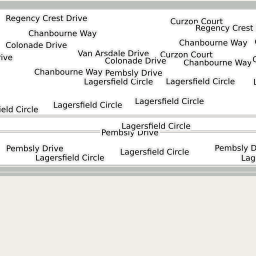 Regency Crest Drive
Curzon Court
Regency Crest
Chanbourne Way
Chanbourne Way
Colonade Drive
Van Arsdale Drive
Curzon Court
Colonade Drive
Chanbourne Way
Chanbourne Way
Pembsly Drive
Lagersfield Circle
Lagersfield Circle
Lagersfield Circle
Lagersfield Circle
Lagersfield Circle
Pembsly Drive
Pembsly Drive
Lagersfield Circle
Lagersfield Circle
Pembsly D